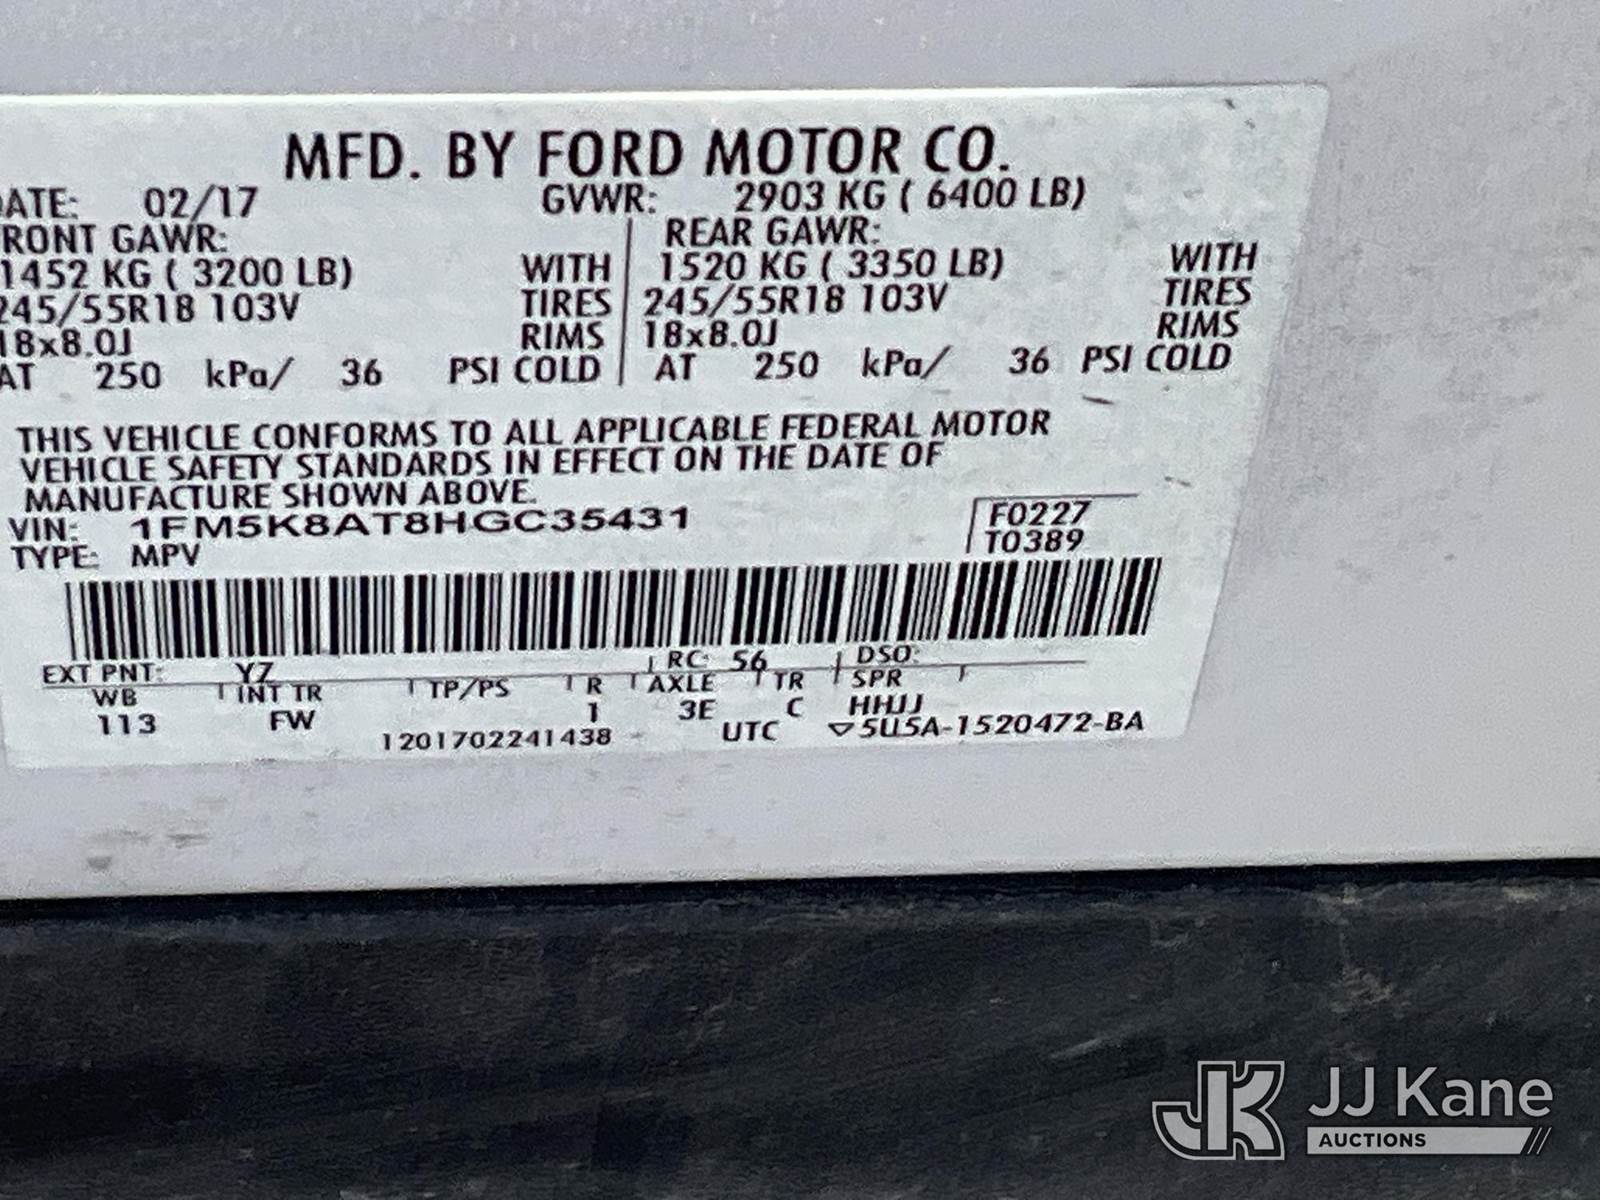 MFD. BY FORD MOTOR CO.
DATE: 02/17 GVWR: 2903 KG ( 6400 LB)
FRONT GAWR: REAR GAWR:
1452 KG ( 3200 LB) WITH 1520 KG ( 3350 LB) WITH
245/55R18 103V TIRES 245/55R18 103V TIRES
18x8.0J RIMS 18x8.0J RIMS
AT 250 kPa/ 36 PSI COLD AT 250 kPa/ 36 PSI COLD
THIS VEHICLE CONFORMS TO ALL APPLICABLE FEDERAL MOTOR
VEHICLE SAFETY STANDARDS IN EFFECT ON THE DATE OF
MANUFACTURE SHOWN ABOVE.
VIN: 1FM5K8AT8HGC35431 F0227
TYPE: MPV T0389
EXT PNT: YZ RC: 56 DSO:
WB INT TR TP/PS R AXLE TR SPR
113 FW 1 3E C HHJJ
1201702241438 UTC ▽5U5A-1520472-BA
JK JJ Kane
AUCTIONS